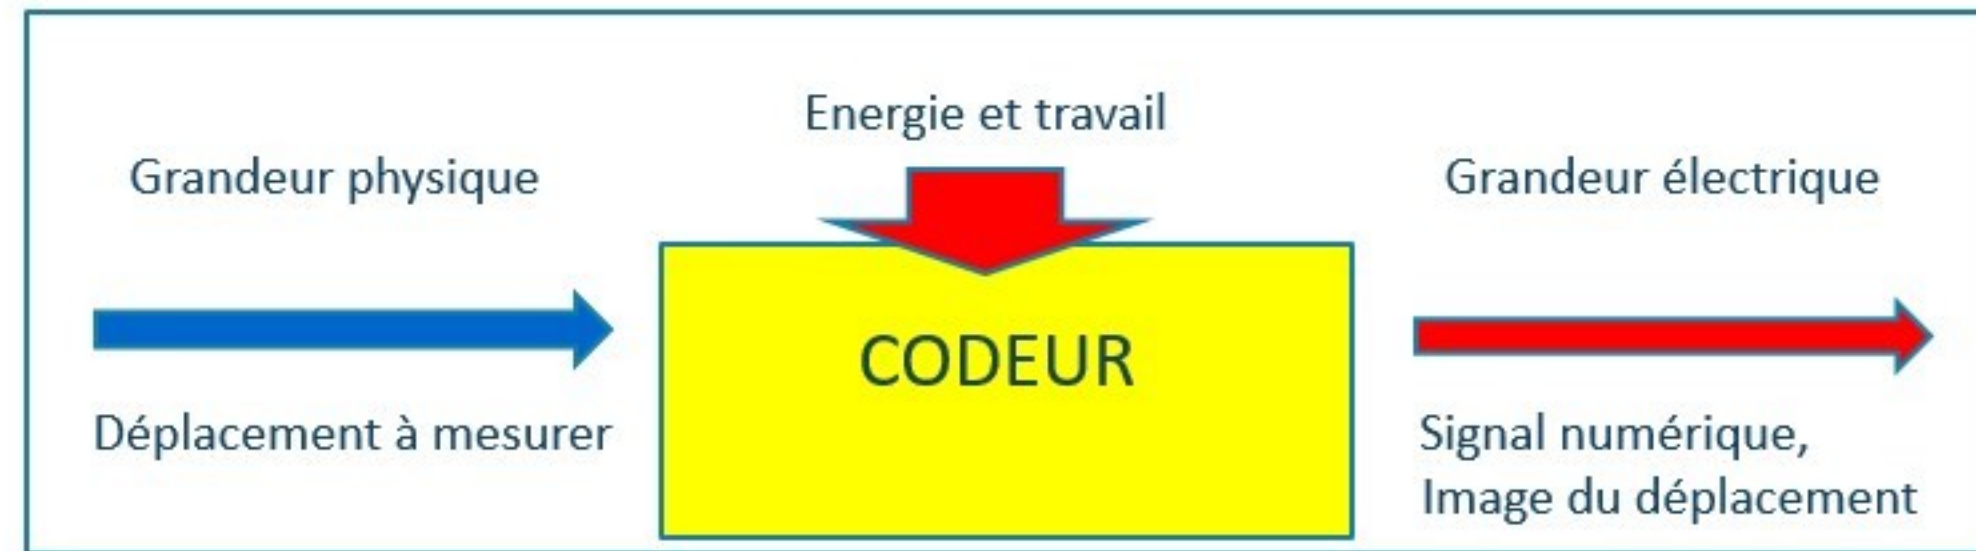 Energie et travail
Grandeur physique
Grandeur électrique
CODEUR
Déplacement à mesurer
Signal numérique,
Image du déplacement